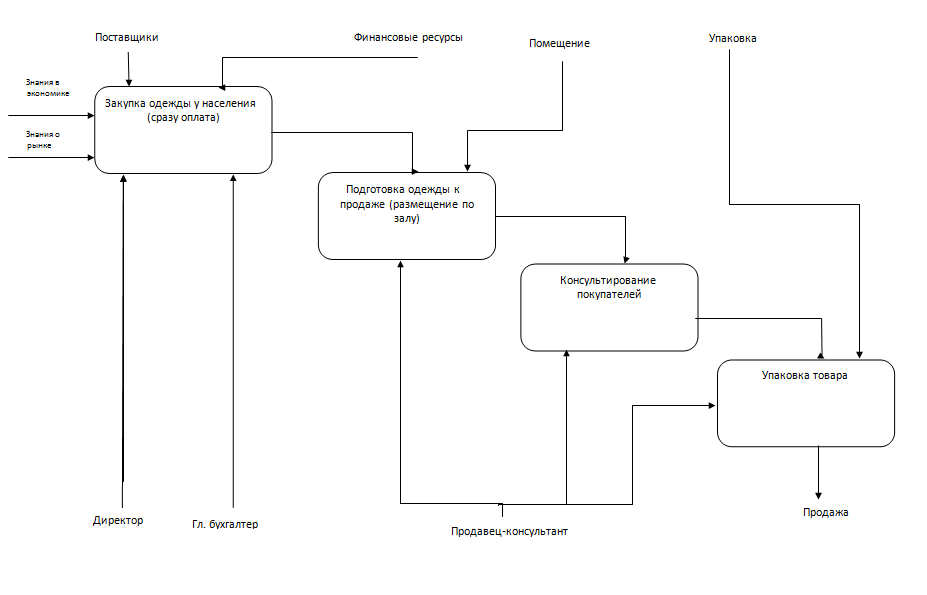 Поставщики
Финансовые ресурсы
Помещение
Упаковка
Знания в
экономике
Знания о
рынке
Закупка одежды у населения
(сразу оплата)
Подготовка одежды к
продаже (размещение по
залу)
Консультирование
покупателей
Упаковка товара
Директор
Гл. бухгалтер
Продавец-консультант
Продажа